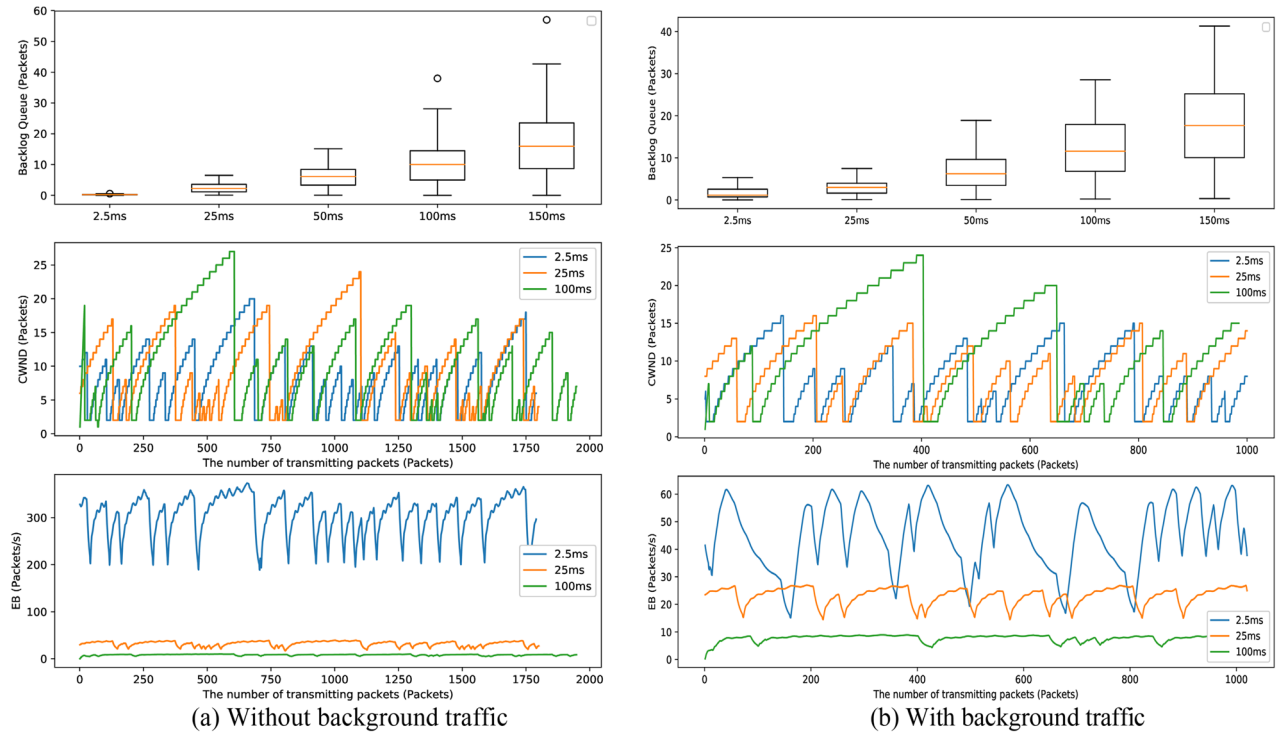 60
50
40
30
20
10
0
Backlog Queue (Packets)
2.5ms 25ms 50ms 100ms 150ms
25
20
15
10
5
0
CWND (Packets)
2.5ms
25ms
100ms
0 250 500 750 1000 1250 1500 1750 2000
The number of transmitting packets (Packets)
300
200
100
0
EB (Packets/s)
2.5ms
25ms
100ms
0 250 500 750 1000 1250 1500 1750 2000
The number of transmitting packets (Packets)
(a) Without background traffic
40
30
20
10
0
Backlog Queue (Packets)
2.5ms 25ms 50ms 100ms 150ms
25
20
15
10
5
0
CWND (Packets)
2.5ms
25ms
100ms
0 200 400 600 800 1000
The number of transmitting packets (Packets)
60
50
40
30
20
10
0
EB (Packets/s)
2.5ms
25ms
100ms
0 200 400 600 800 1000
The number of transmitting packets (Packets)
(b) With background traffic